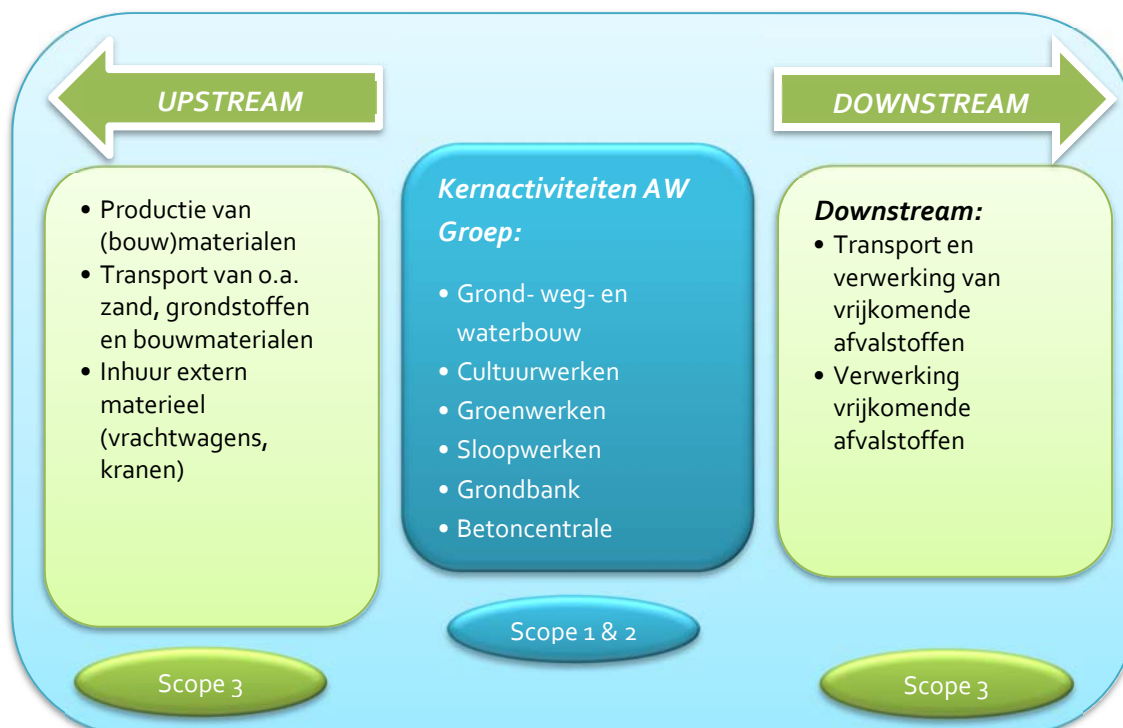 UPSTREAM
DOWNSTREAM
• Productie van
(bouw)materialen
• Transport van o.a.
zand, grondstoffen
en bouwmaterialen
• Inhuur extern
materieel
(vrachtwagens,
kranen)
Scope 3
Kernactiviteiten AW
Groep:
• Grond- weg- en
waterbouw
• Cultuurwerken
• Groenwerken
• Sloopwerken
• Grondbank
• Betoncentrale
Scope 1 & 2
Downstream:
• Transport en
verwerking van
vrijkomende
afvalstoffen
• Verwerking
vrijkomende
afvalstoffen
Scope 3